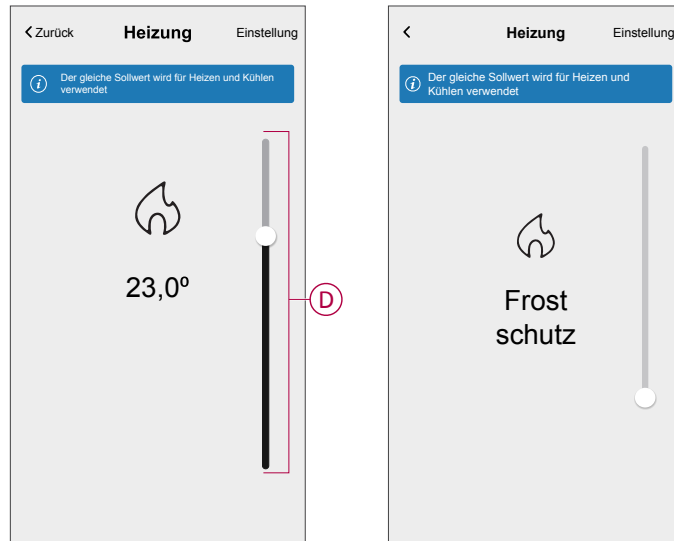 Zurück Heizung Einstellung
Der gleiche Sollwert wird für Heizen und Kühlen
verwendet
23,0º
D
Heizung Einstellung
Der gleiche Sollwert wird für Heizen und
Kühlen verwendet
Frost
schutz